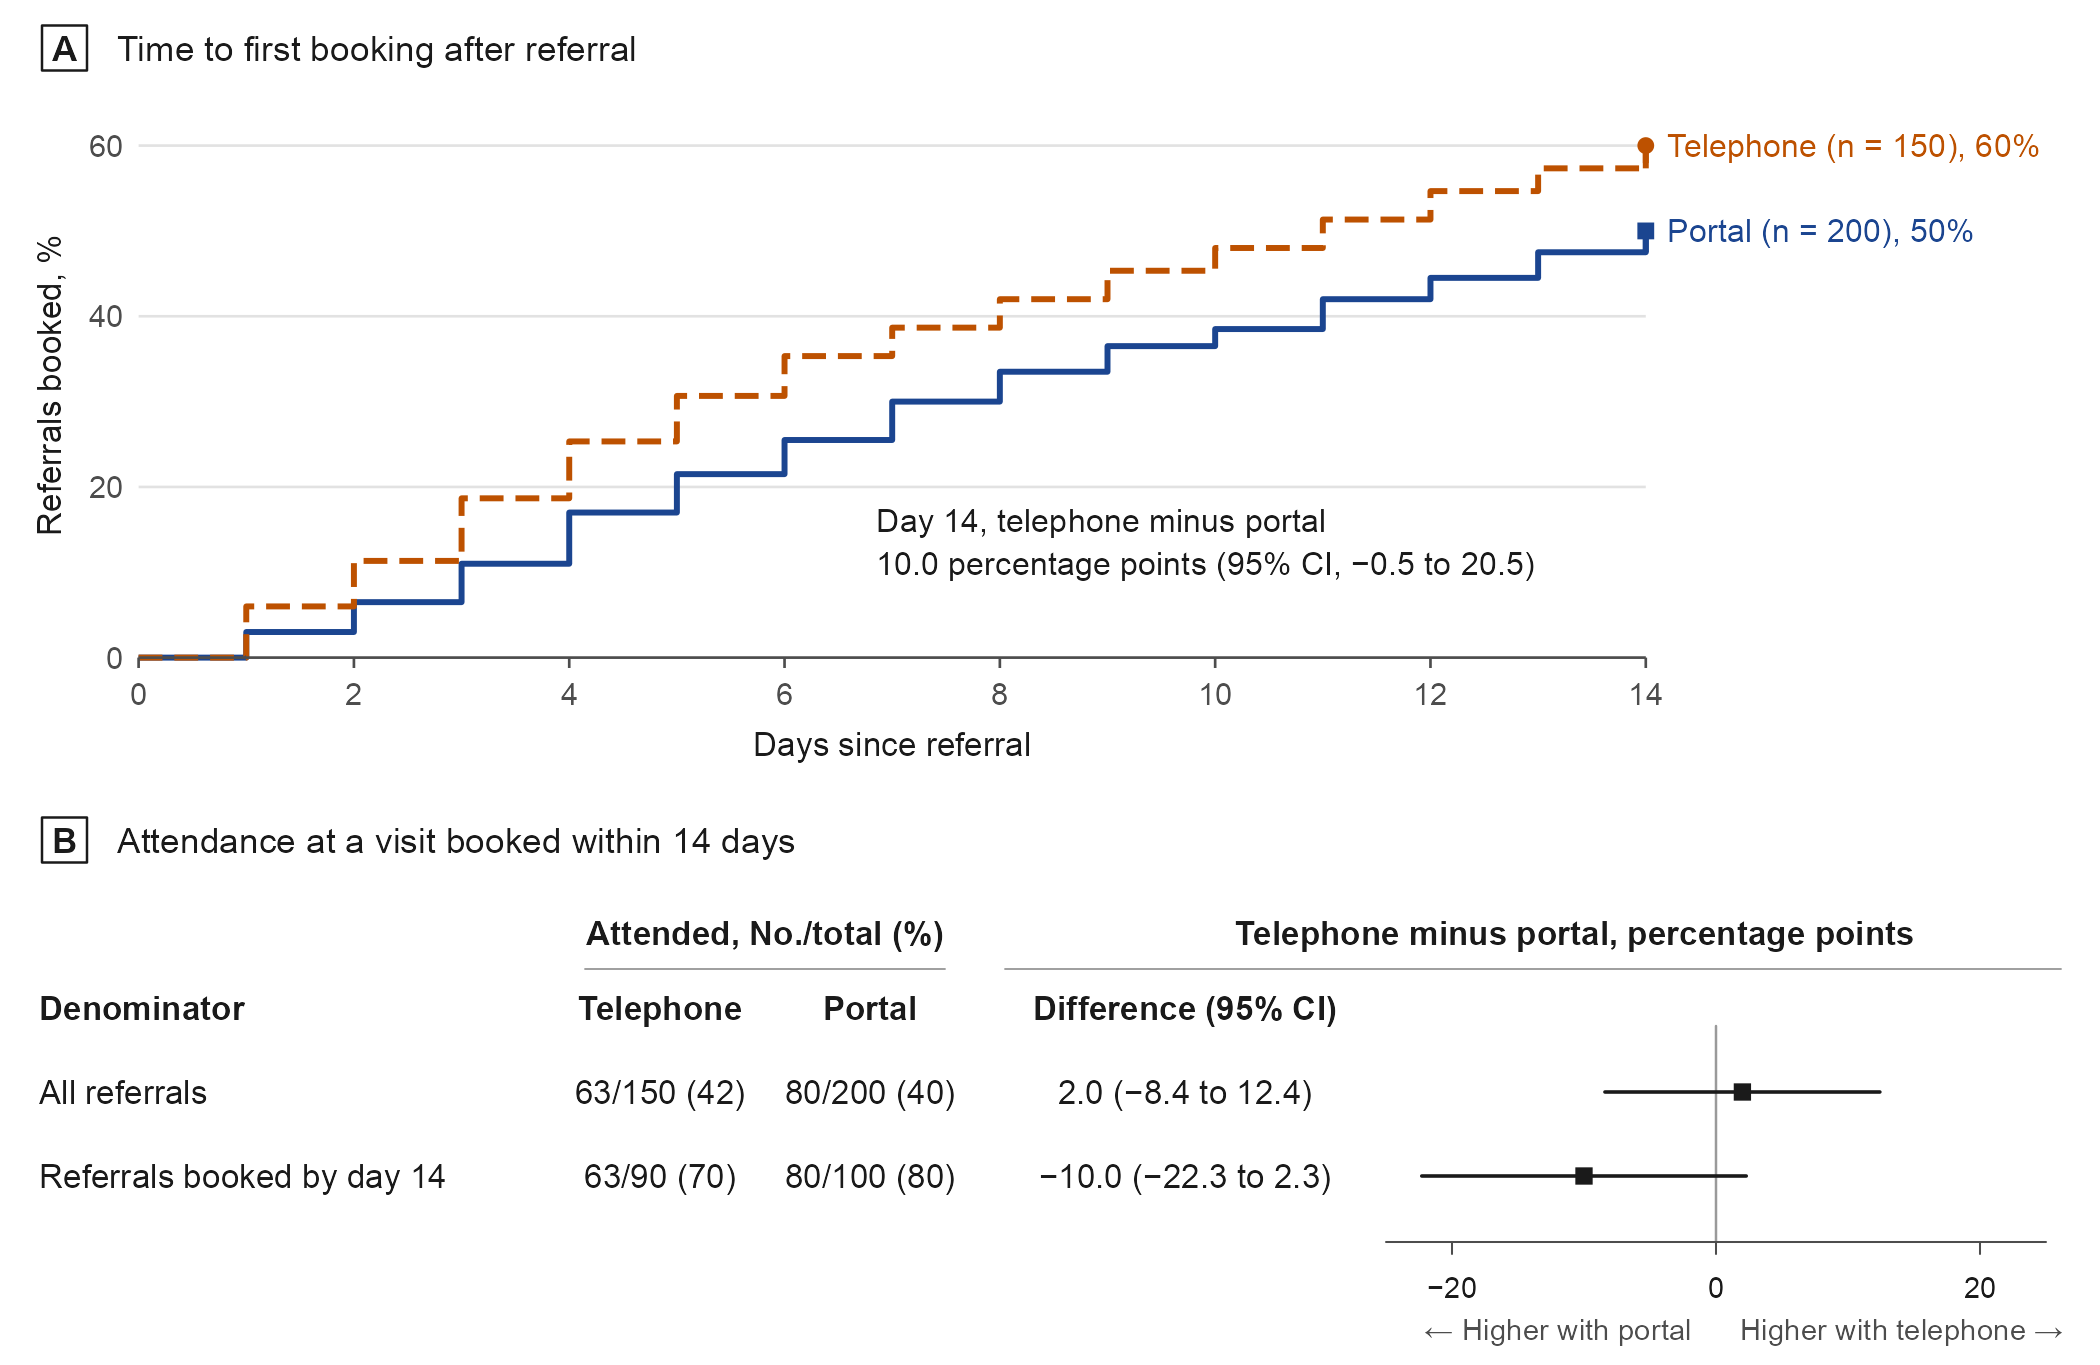 A Time to first booking after referral
Referrals booked, %
60
40
20
0
0 2 4 6 8 10 12 14
Days since referral
Telephone (n = 150), 60%
Portal (n = 200), 50%
Day 14, telephone minus portal
10.0 percentage points (95% CI, −0.5 to 20.5)
B Attendance at a visit booked within 14 days
Attended, No./total (%) Telephone minus portal, percentage points
Denominator Telephone Portal Difference (95% CI)
All referrals 63/150 (42) 80/200 (40) 2.0 (−8.4 to 12.4)
Referrals booked by day 14 63/90 (70) 80/100 (80) −10.0 (−22.3 to 2.3)
−20 0 20
← Higher with portal Higher with telephone →